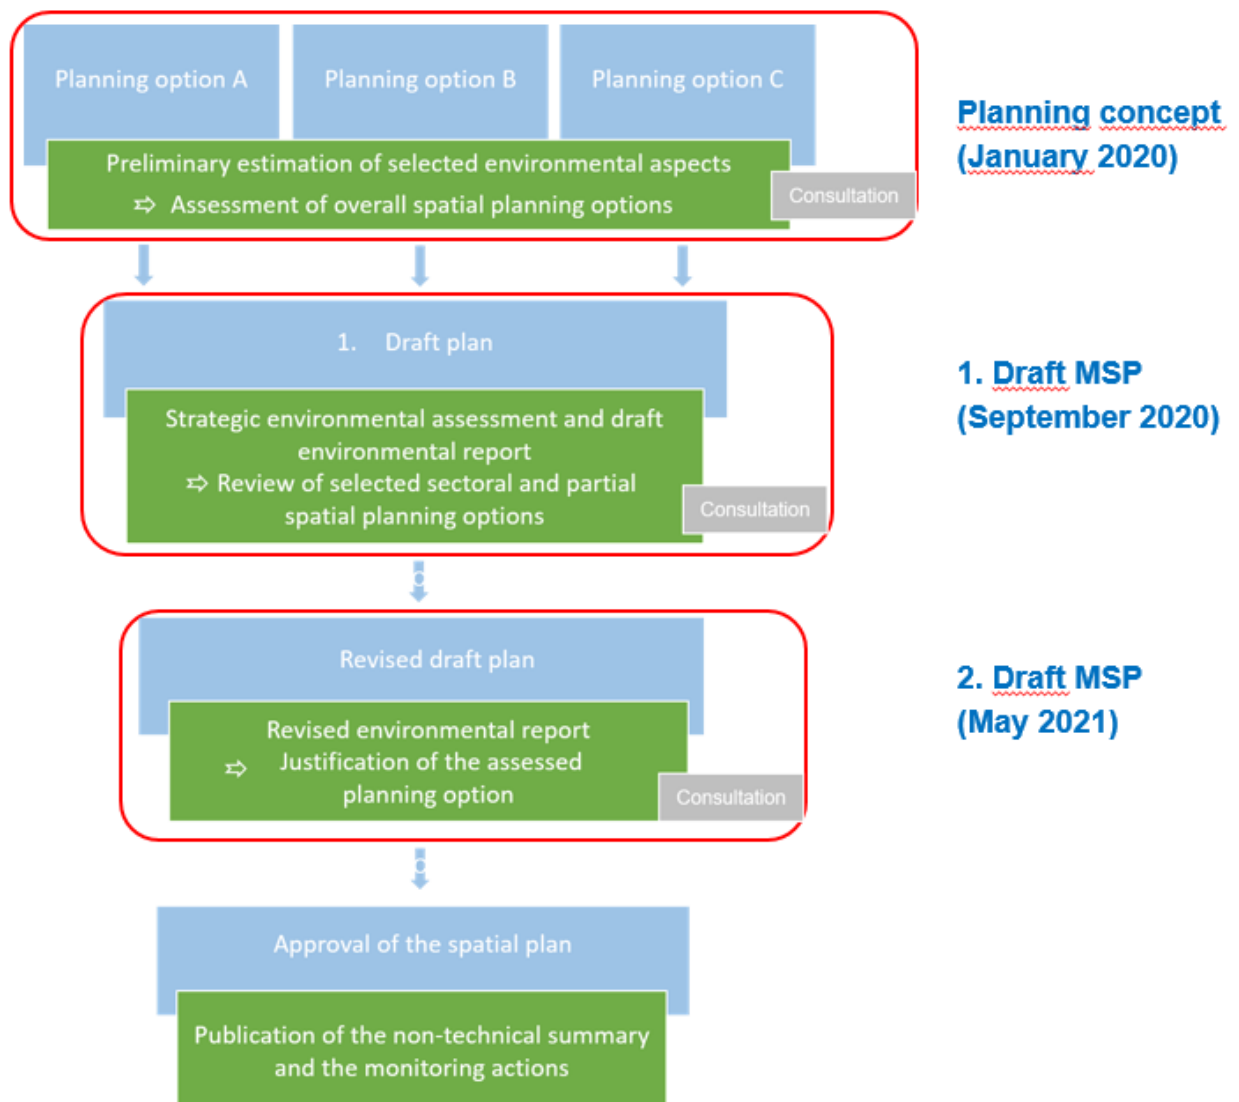 Planning option A
Planning option B
Planning option C
Preliminary estimation of selected environmental aspects
⇨ Assessment of overall spatial planning options
Consultation
Planning concept
(January 2020)
1. Draft plan
Strategic environmental assessment and draft
environmental report
⇨ Review of selected sectoral and partial
spatial planning options
Consultation
1. Draft MSP
(September 2020)
Revised draft plan
Revised environmental report
⇨ Justification of the assessed
planning option
Consultation
2. Draft MSP
(May 2021)
Approval of the spatial plan
Publication of the non-technical summary
and the monitoring actions